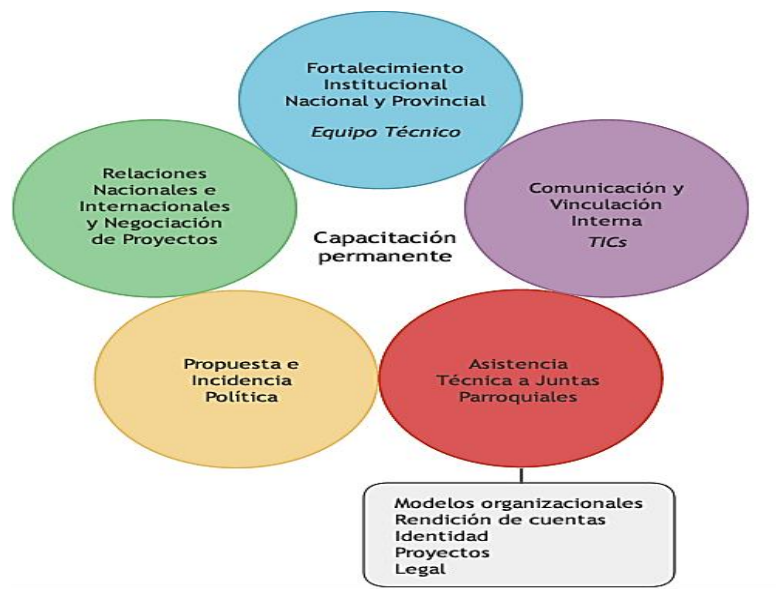 Fortalecimiento
Institucional
Nacional y Provincial
Equipo Técnico
Relaciones
Nacionales e
Internacionales
y Negociación
de Proyectos
Comunicación y
Vinculación
Interna
TICs
Capacitación
permanente
Propuesta e
Incidencia
Política
Asistencia
Técnica a Juntas
Parroquiales
Modelos organizacionales
Rendición de cuentas
Identidad
Proyectos
Legal